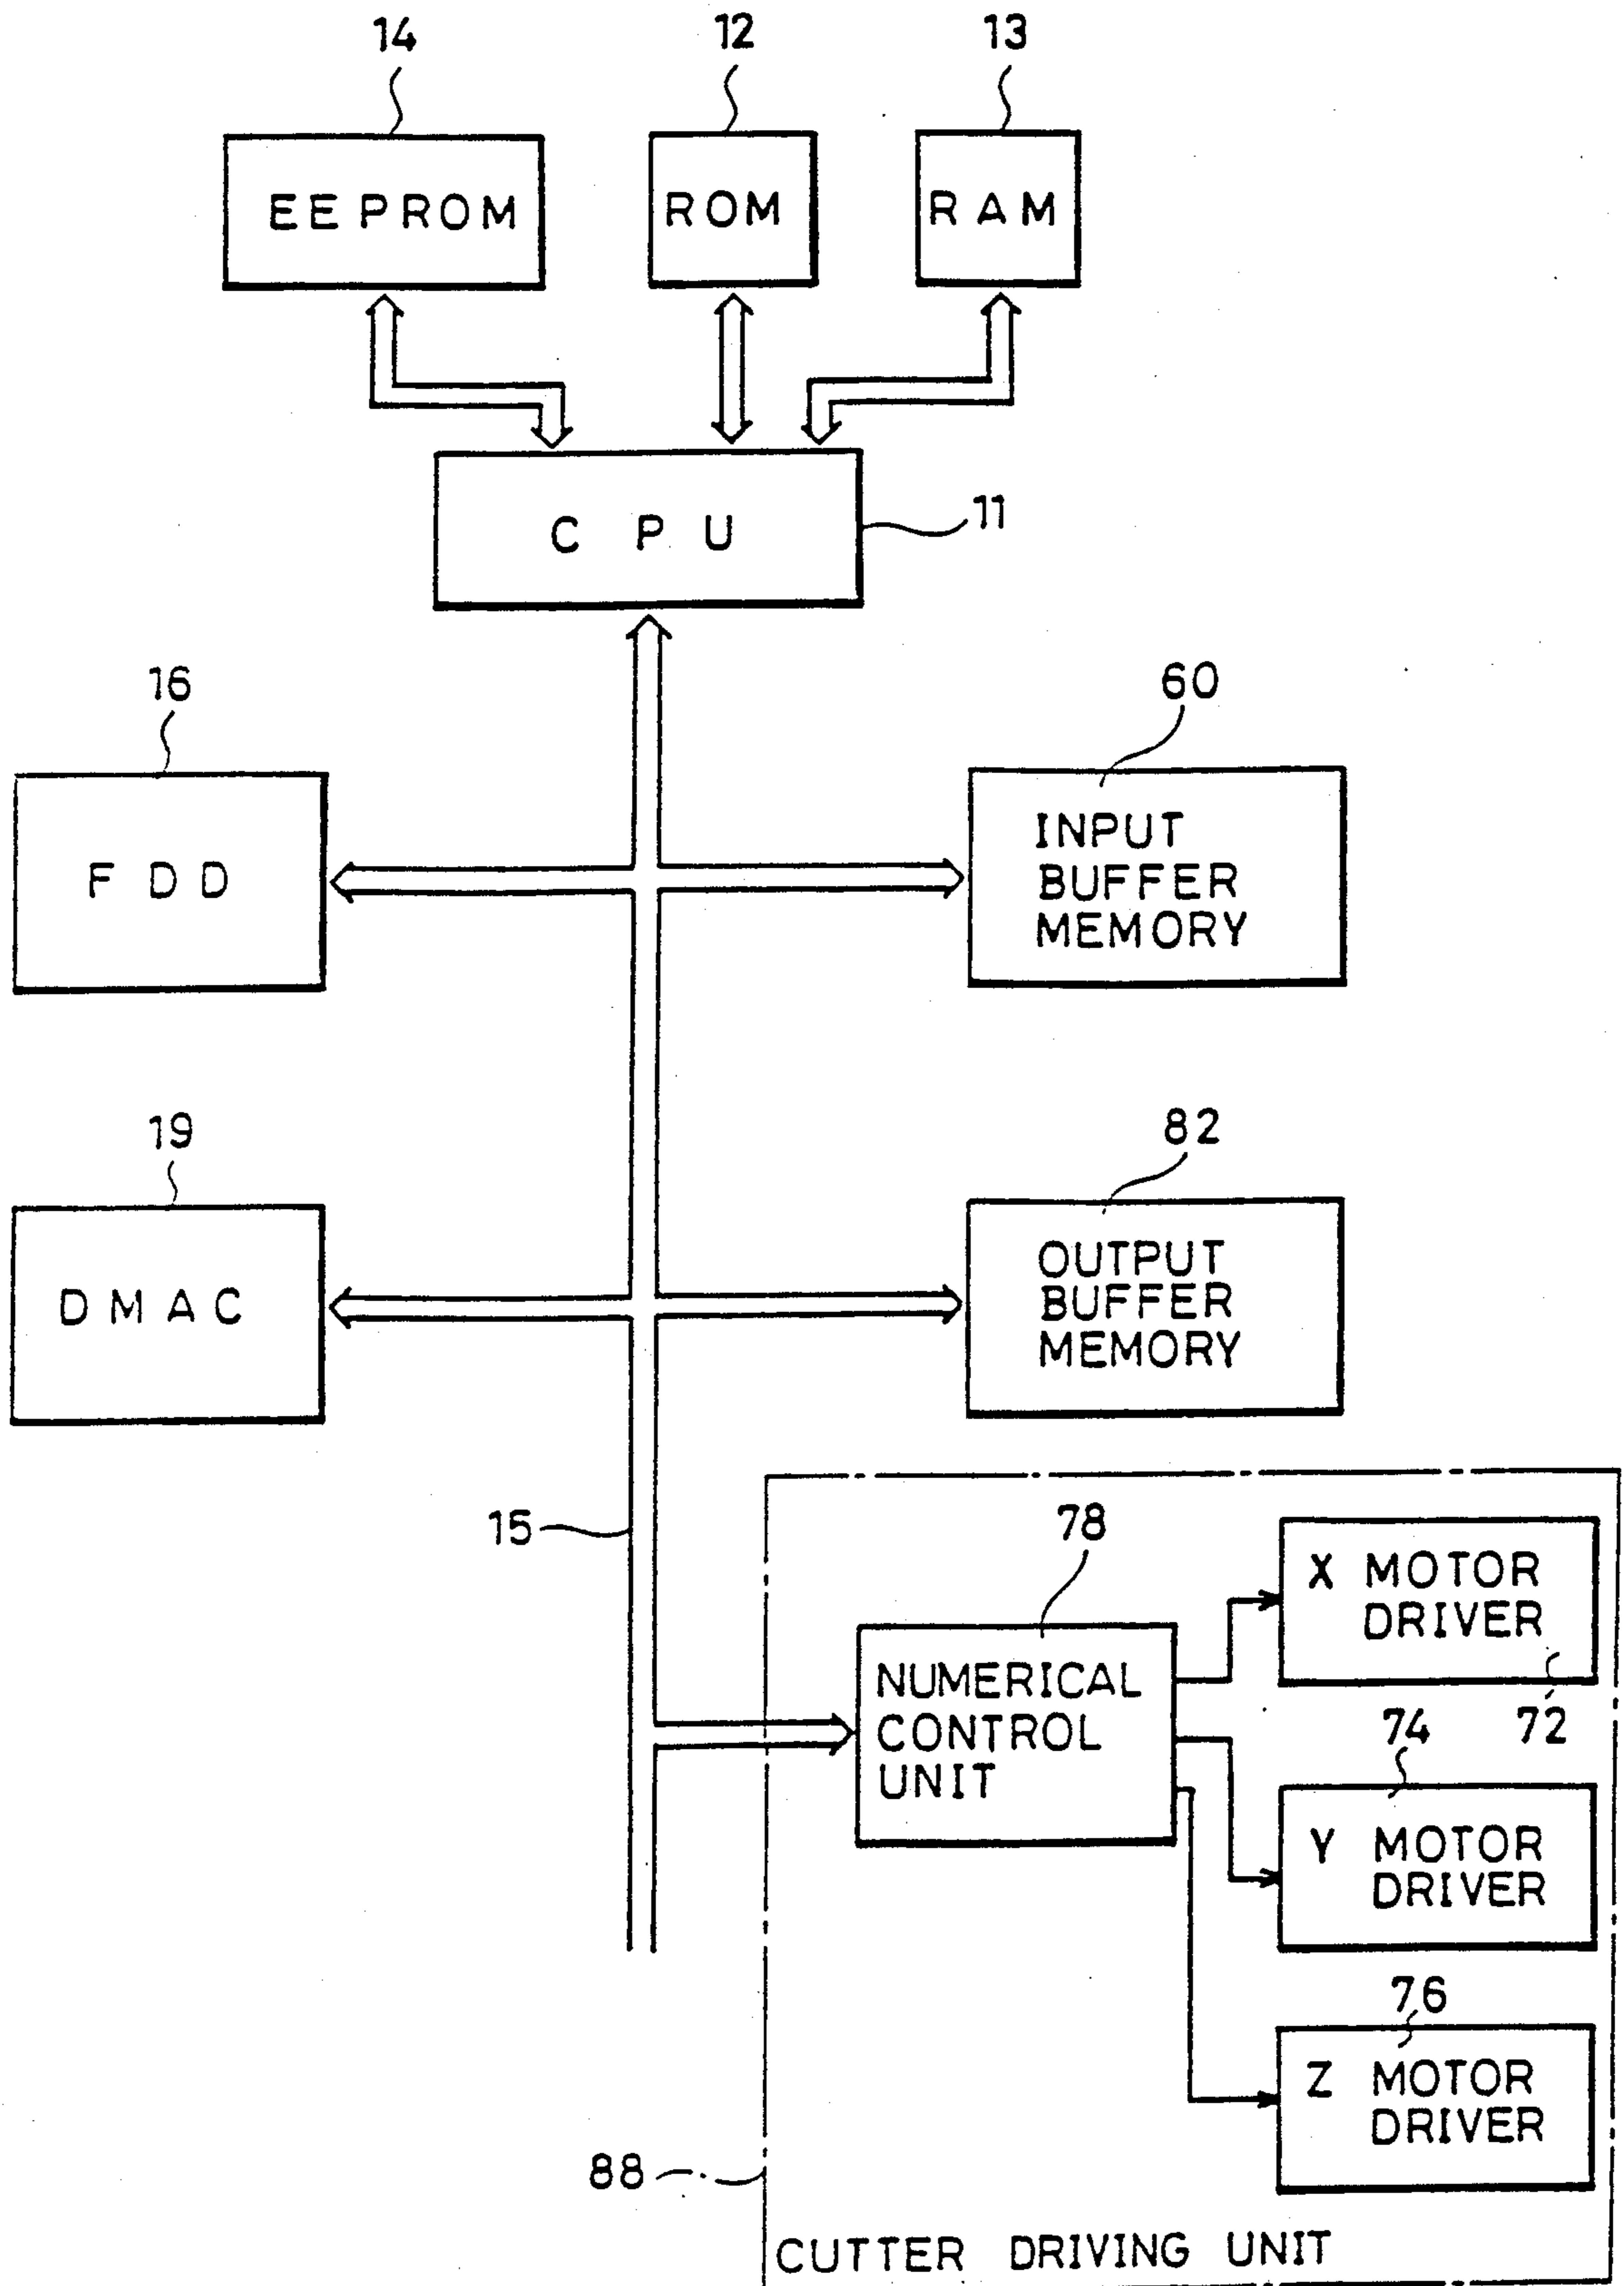 14
12
13
EEPROM
ROM
RAM
CPU
11
16
60
FDD
INPUT
BUFFER
MEMORY
19
82
DMAC
OUTPUT
BUFFER
MEMORY
15
78
X MOTOR
DRIVER
72
NUMERICAL
CONTROL
UNIT
74
Y MOTOR
DRIVER
76
Z MOTOR
DRIVER
88
CUTTER DRIVING UNIT